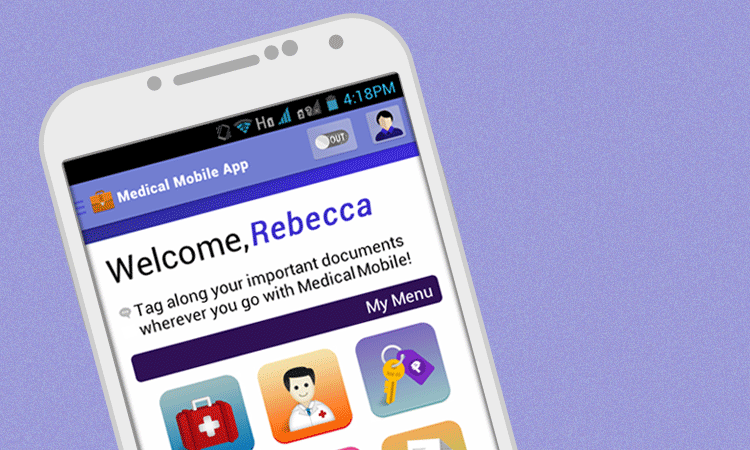 4:18PM
OUT
Medical Mobile App
Welcome, Rebecca
Tag along your important documents
wherever you go with Medical Mobile!
My Menu
P